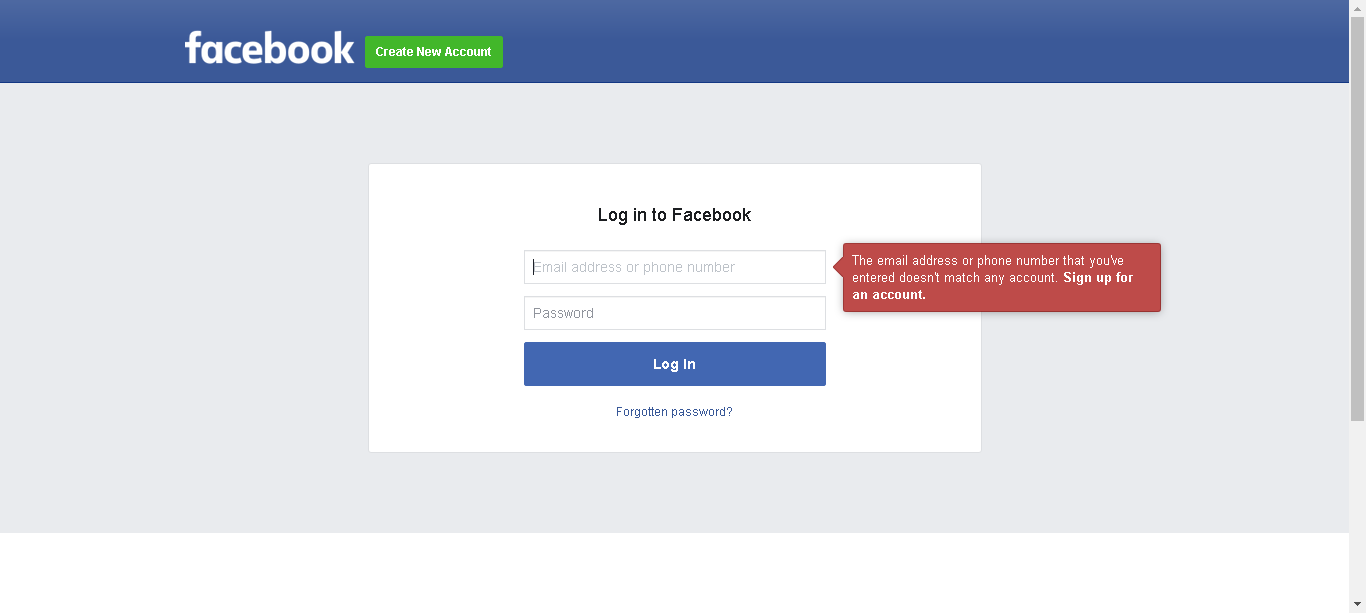 facebook
Create New Account
Log in to Facebook
Email address or phone number
The email address or phone number that you've
entered doesn't match any account. Sign up for
an account.
Password
Log In
Forgotten password?